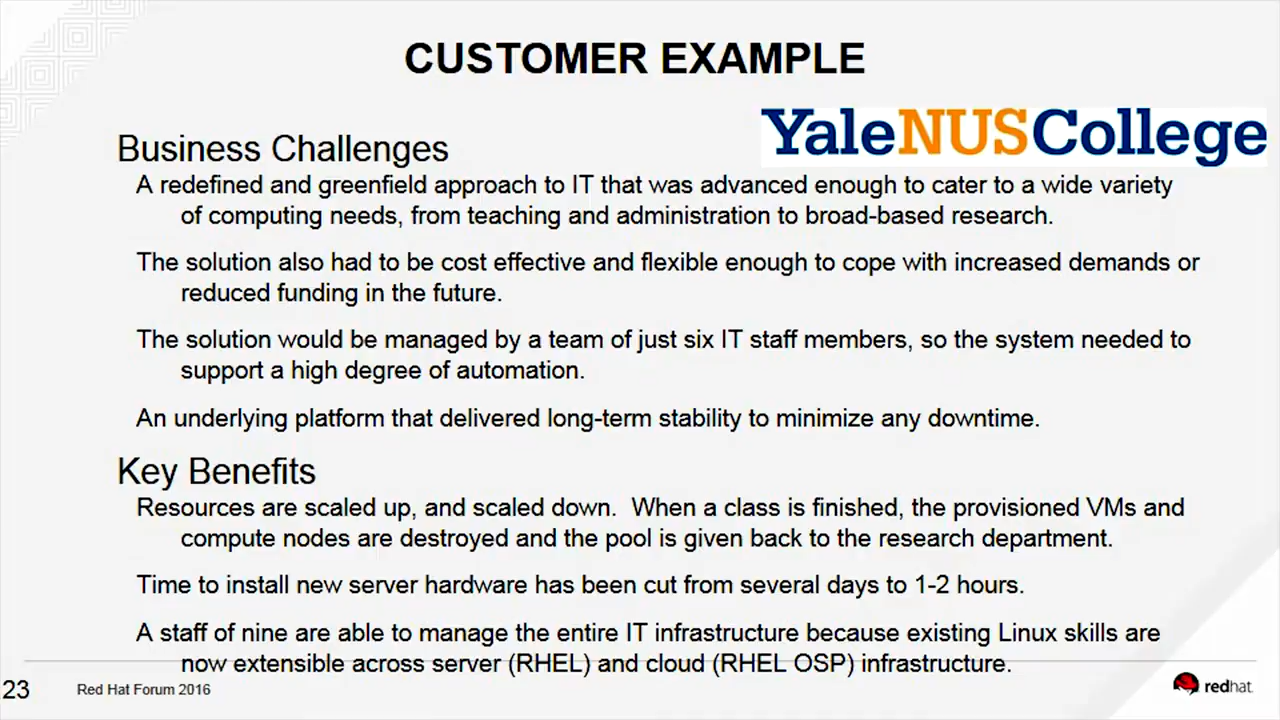 CUSTOMER EXAMPLE
YaleNUSCollege
Business Challenges
A redefined and greenfield approach to IT that was advanced enough to cater to a wide variety
of computing needs, from teaching and administration to broad-based research.
The solution also had to be cost effective and flexible enough to cope with increased demands or
reduced funding in the future.
The solution would be managed by a team of just six IT staff members, so the system needed to
support a high degree of automation.
An underlying platform that delivered long-term stability to minimize any downtime.
Key Benefits
Resources are scaled up, and scaled down.  When a class is finished, the provisioned VMs and
compute nodes are destroyed and the pool is given back to the research department.
Time to install new server hardware has been cut from several days to 1-2 hours.
A staff of nine are able to manage the entire IT infrastructure because existing Linux skills are
now extensible across server (RHEL) and cloud (RHEL OSP) infrastructure.
23
Red Hat Forum 2016
redhat.